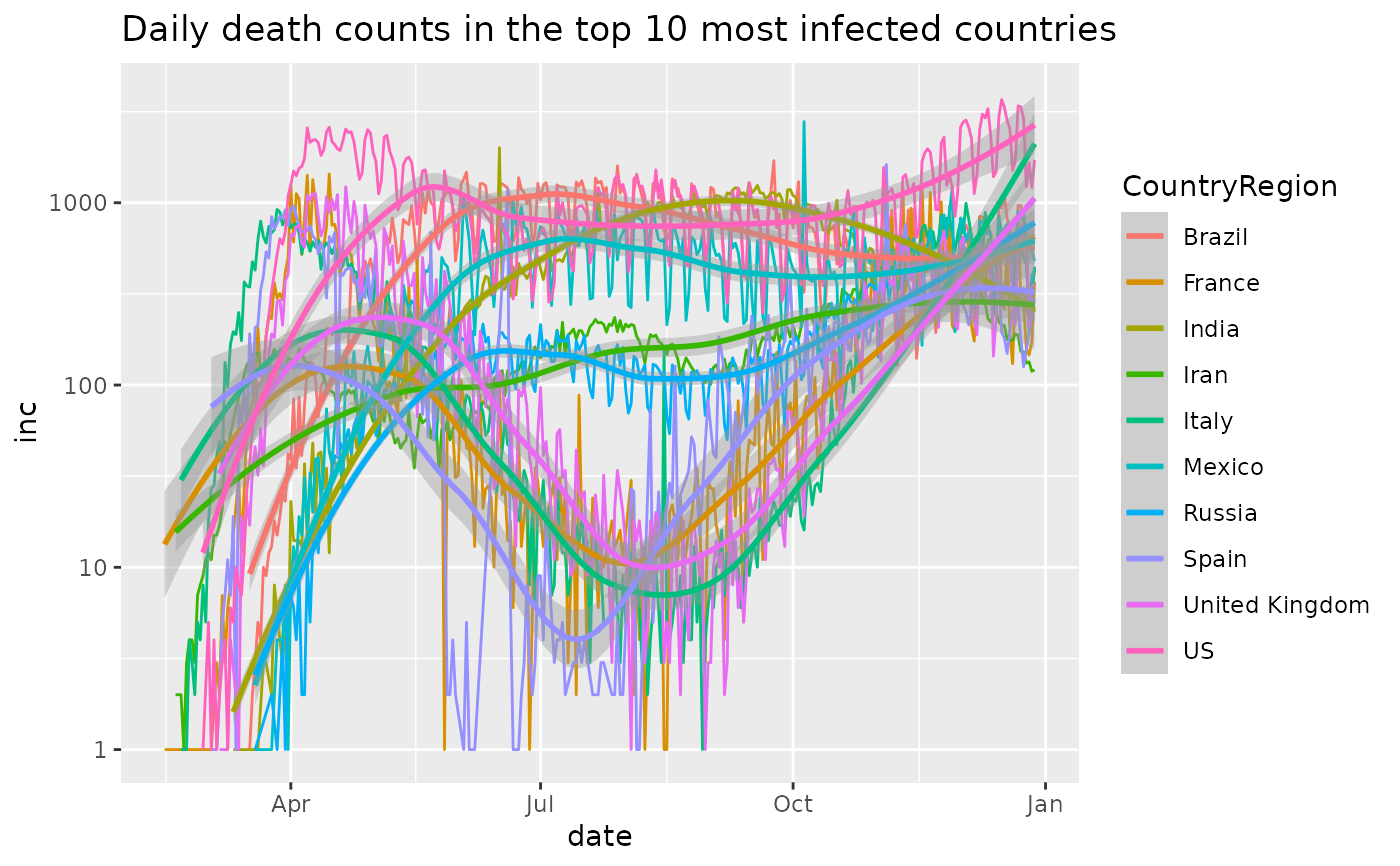 Daily death counts in the top 10 most infected countries
inc
1000
100
10
1
Apr
Jul
Oct
Jan
date
CountryRegion
Brazil
France
India
Iran
Italy
Mexico
Russia
Spain
United Kingdom
US